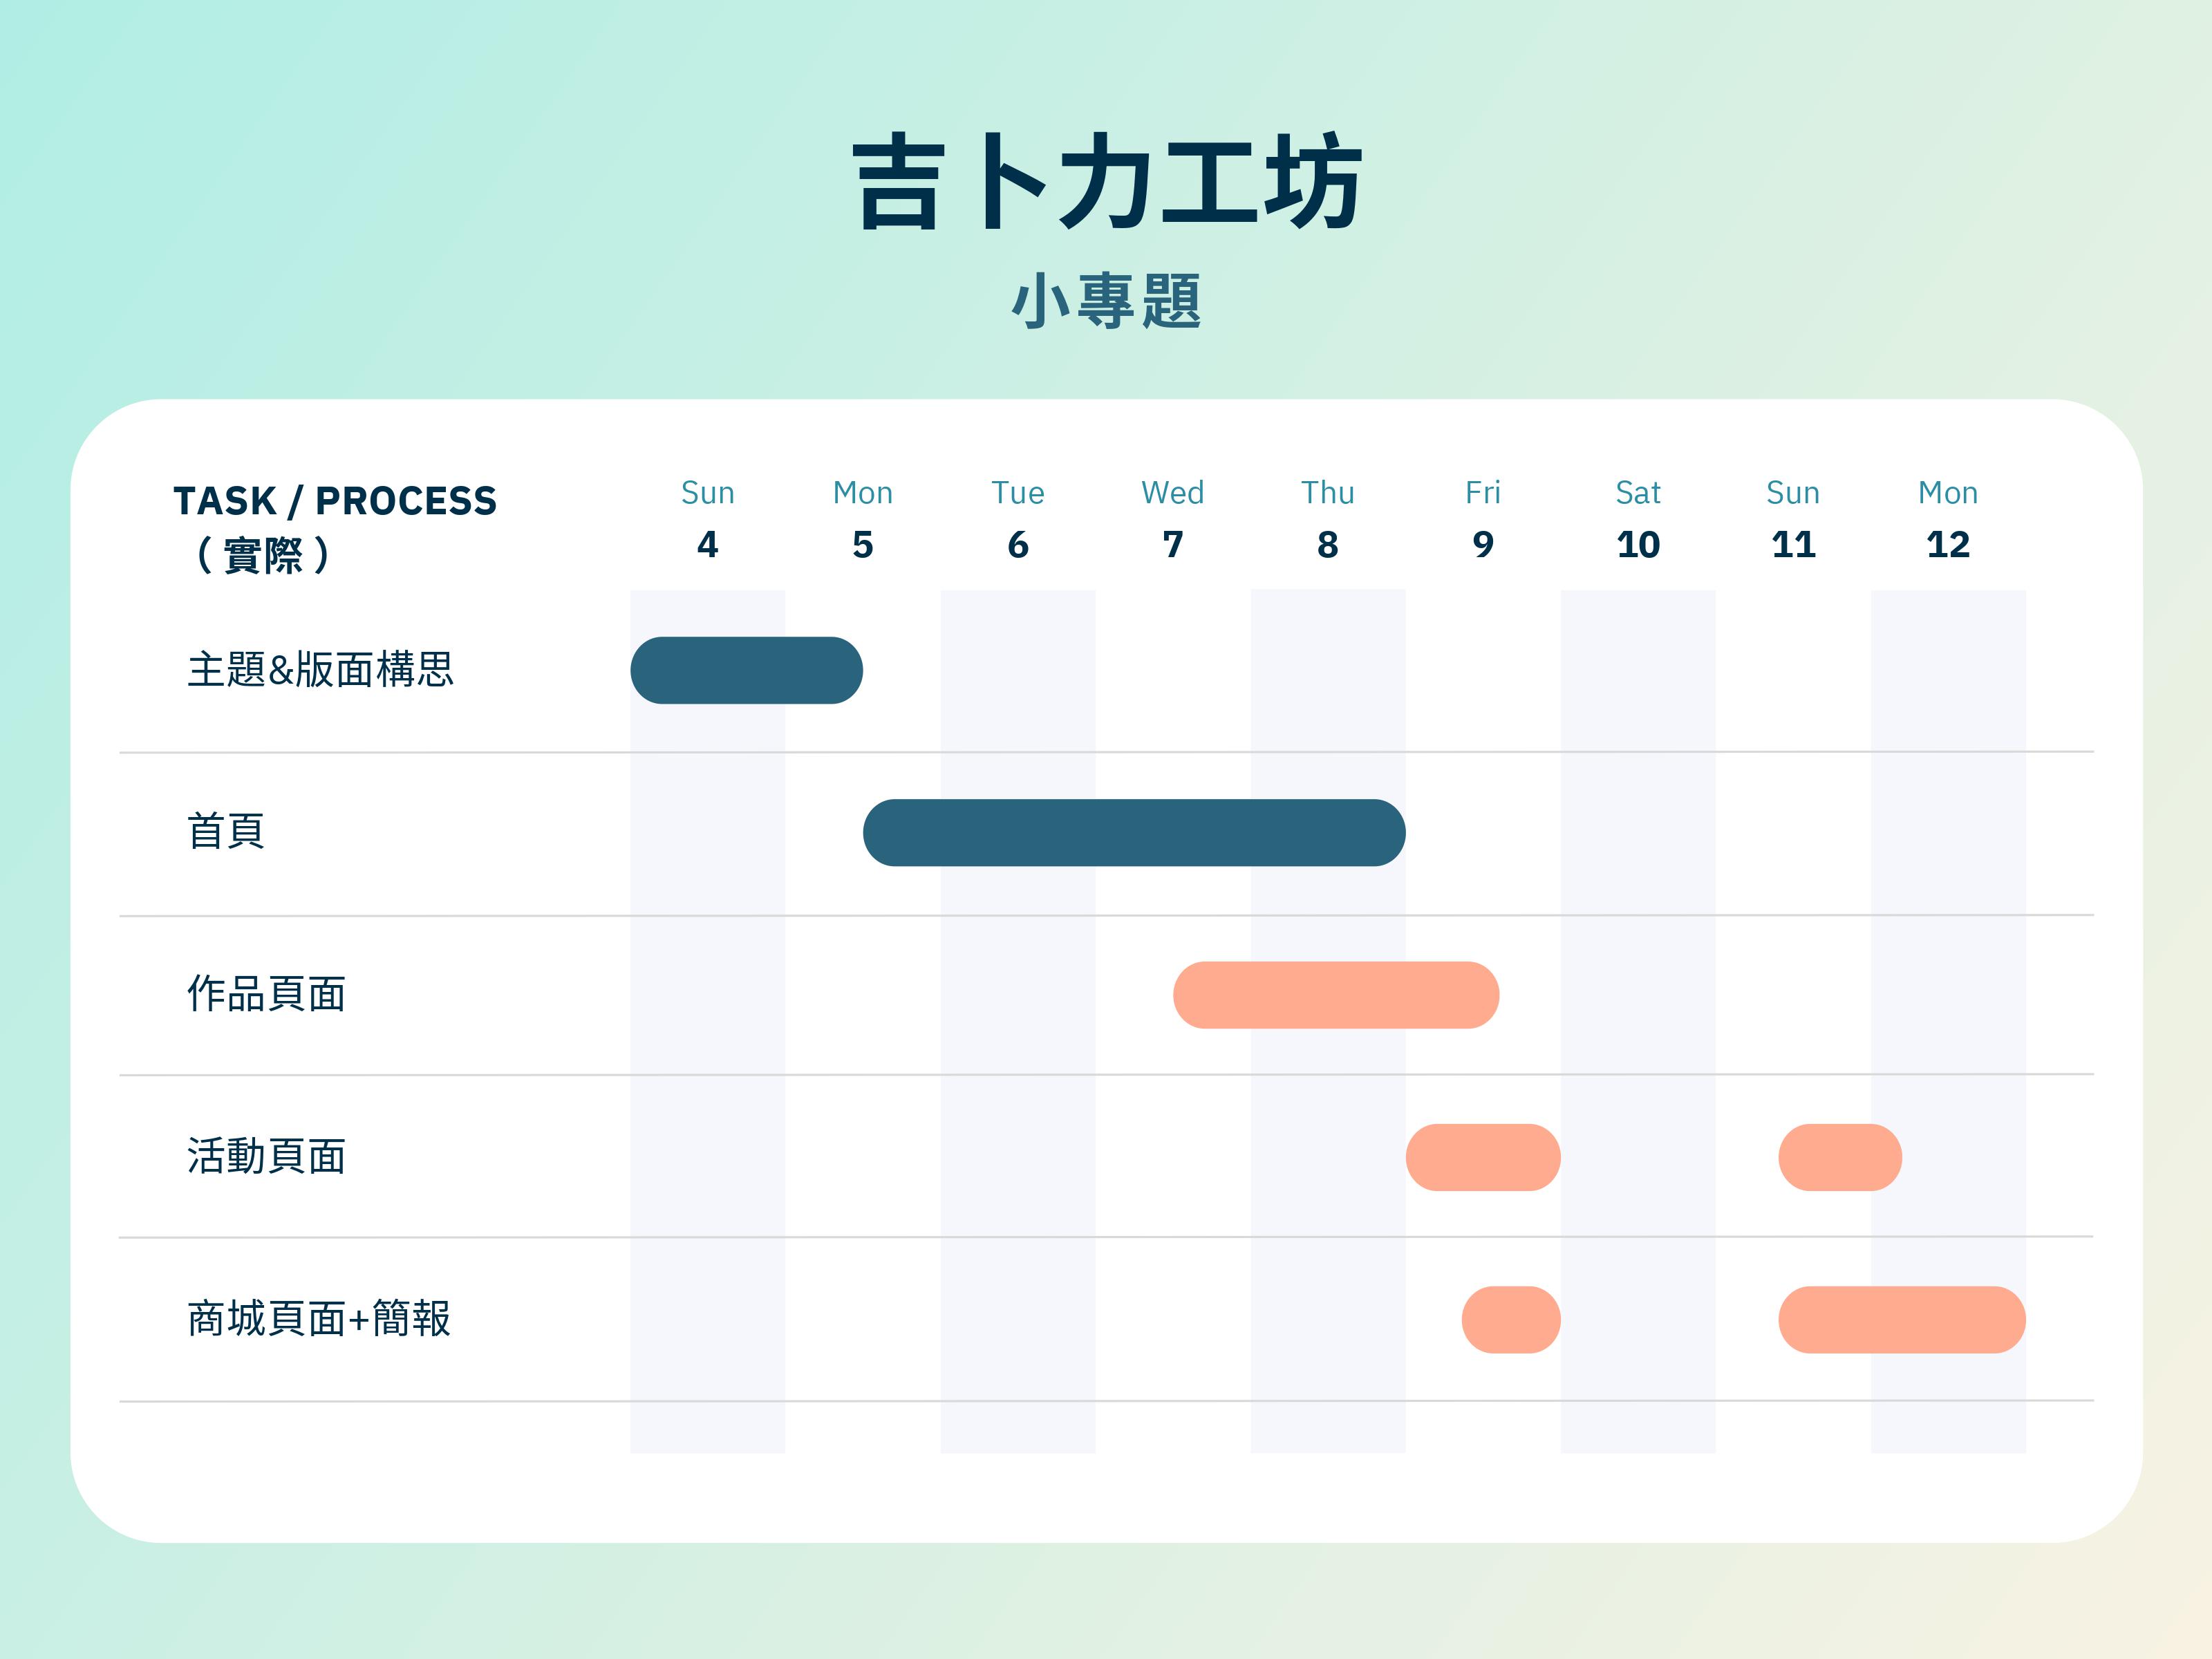 吉卜力工坊
小專題
TASK / PROCESS
( 實際 )
Sun Mon Tue Wed Thu Fri Sat Sun Mon
4 5 6 7 8 9 10 11 12
主題&版面構思
首頁
作品頁面
活動頁面
商城頁面+簡報